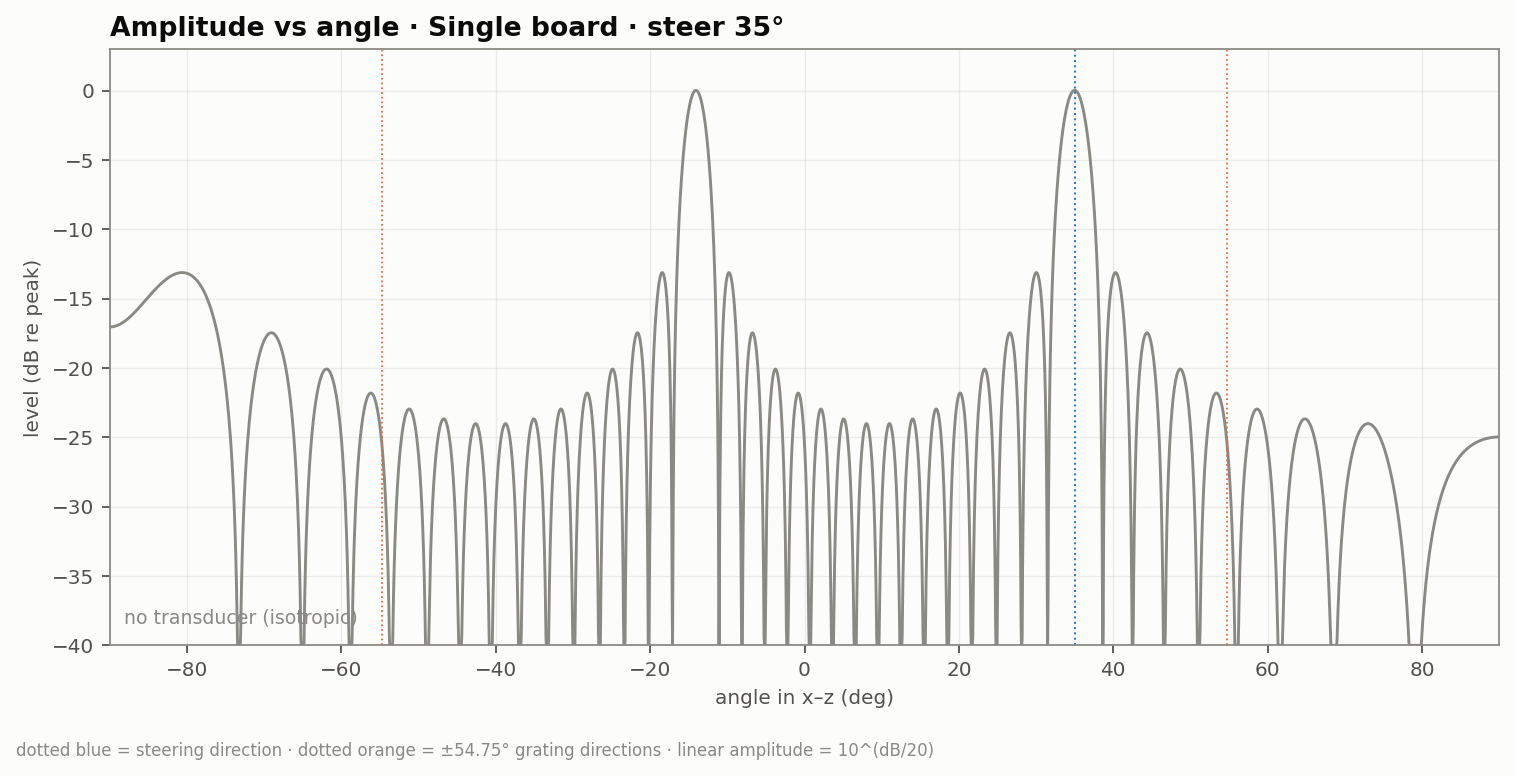 Amplitude vs angle · Single board · steer 35°
0
−5
−10
−15
−20
−25
−30
−35
−40
level (dB re peak)
no transducer (isotropic)
−80 −60 −40 −20 0 20 40 60 80
angle in x–z (deg)
dotted blue = steering direction · dotted orange = ±54.75° grating directions · linear amplitude = 10^(dB/20)